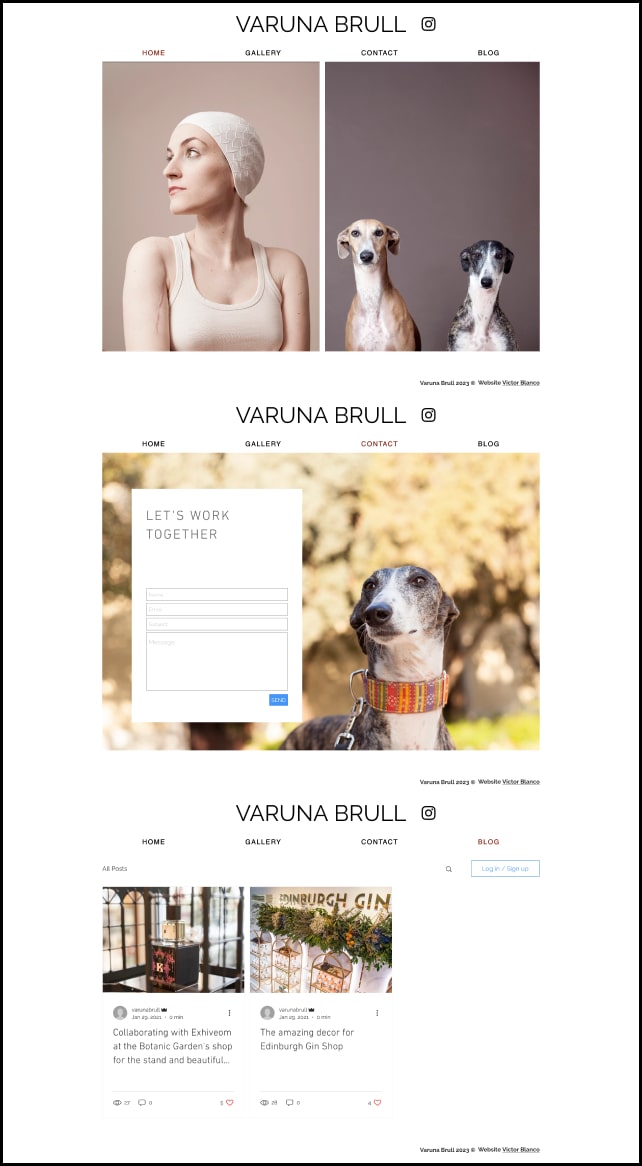 VARUNA BRULL
HOME GALLERY CONTACT BLOG
Varuna Brull 2023 © Website Víctor Blanco
VARUNA BRULL
HOME GALLERY CONTACT BLOG
LET'S WORK
TOGETHER
Name
Email
Subject
Message
SEND
Varuna Brull 2023 © Website Víctor Blanco
VARUNA BRULL
HOME GALLERY CONTACT BLOG
All Posts
Log in / Sign up
EDINBURGH GIN
K
varunabrull
Jan 29, 2021 · 0 min
Collaborating with Exhiveom
at the Botanic Garden's shop
for the stand and beautiful...
27 0 5
varunabrull
Jan 29, 2021 · 0 min
The amazing decor for
Edinburgh Gin Shop
28 0 4
Varuna Brull 2023 © Website Víctor Blanco